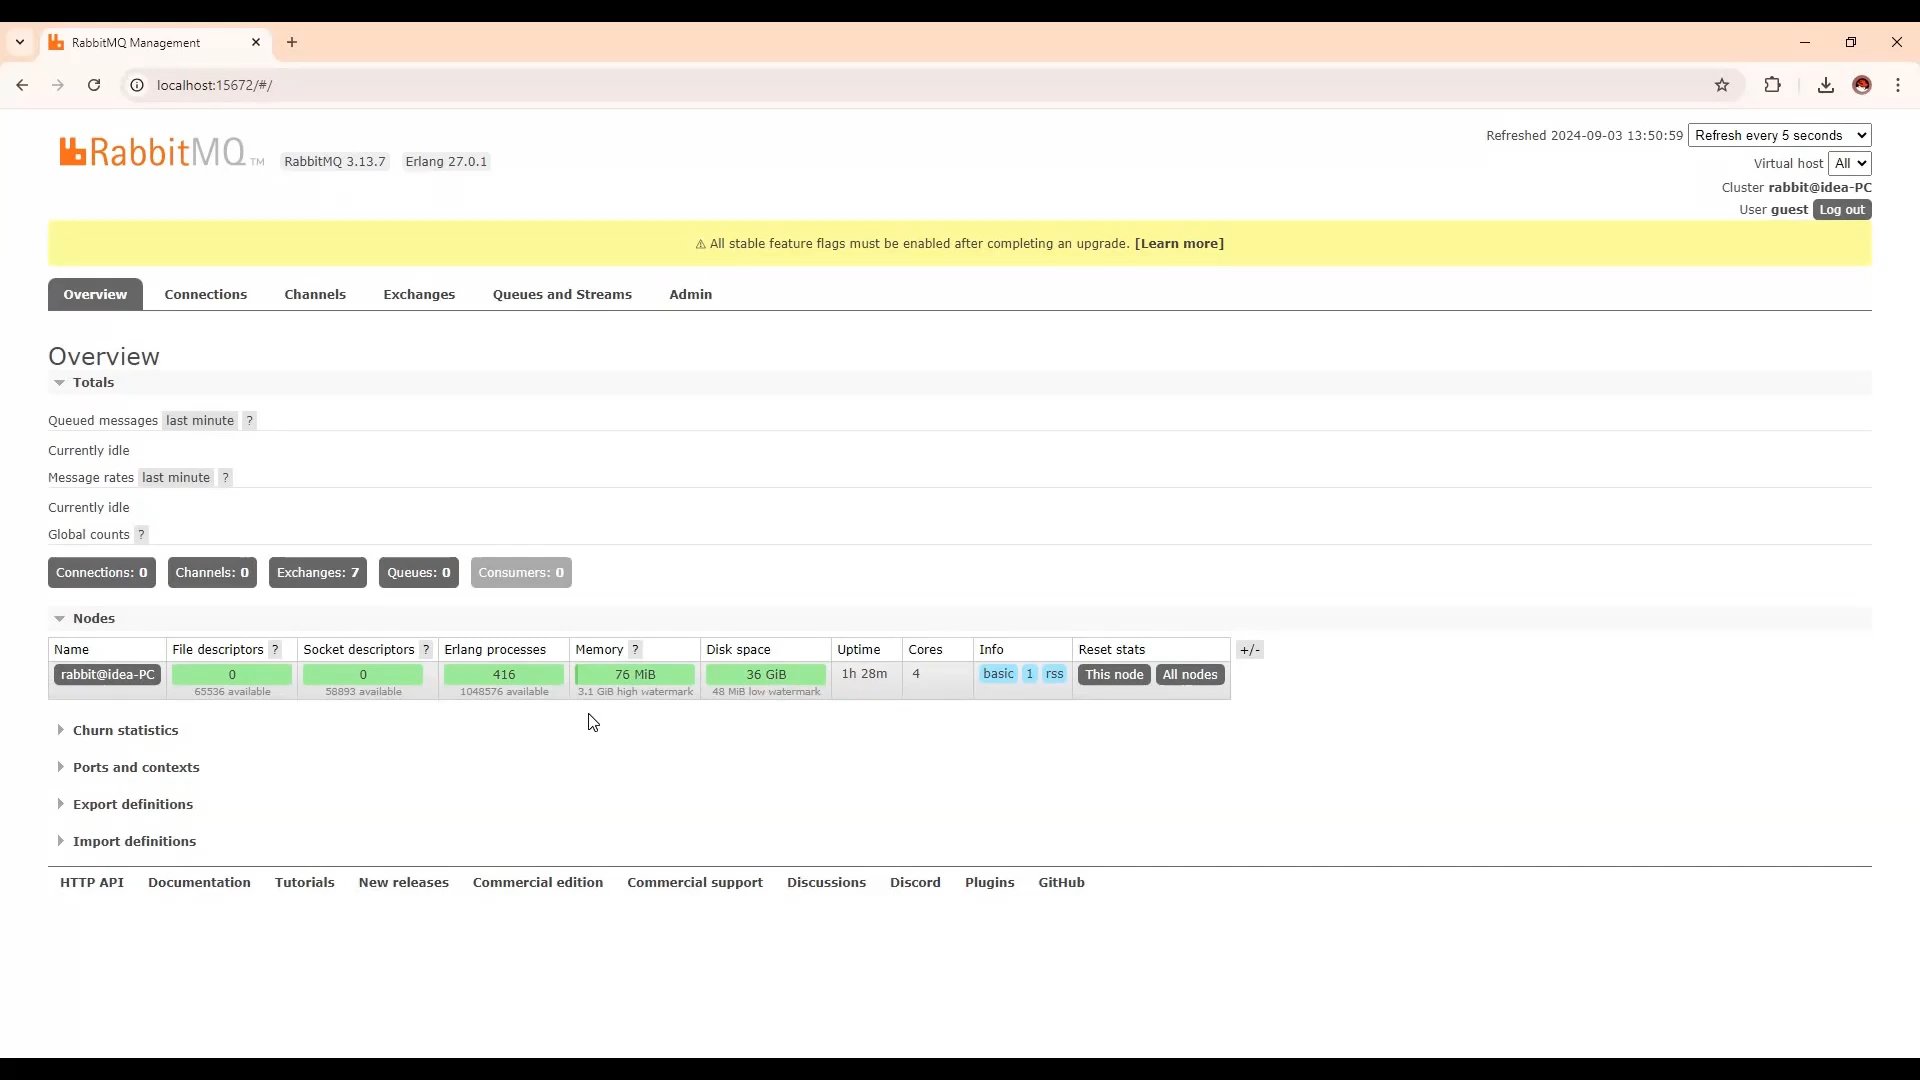 RabbitMQ Management
localhost:15672/#/
Refreshed 2024-09-03 13:50:59 Refresh every 5 seconds
RabbitMQ TM RabbitMQ 3.13.7 Erlang 27.0.1
Virtual host All
Cluster rabbit@idea-PC
User guest Log out
⚠ All stable feature flags must be enabled after completing an upgrade. [Learn more]
Overview Connections Channels Exchanges Queues and Streams Admin
Overview
Totals
Queued messages last minute ?
Currently idle
Message rates last minute ?
Currently idle
Global counts ?
Connections: 0 Channels: 0 Exchanges: 7 Queues: 0 Consumers: 0
Nodes
Name File descriptors ? Socket descriptors ? Erlang processes Memory ? Disk space Uptime Cores Info Reset stats +/-
rabbit@idea-PC 0 0 416 76 MiB 36 GiB 1h 28m 4 basic 1 rss This node All nodes
65536 available 58893 available 1048576 available 3.1 GiB high watermark 48 MiB low watermark
Churn statistics
Ports and contexts
Export definitions
Import definitions
HTTP API Documentation Tutorials New releases Commercial edition Commercial support Discussions Discord Plugins GitHub